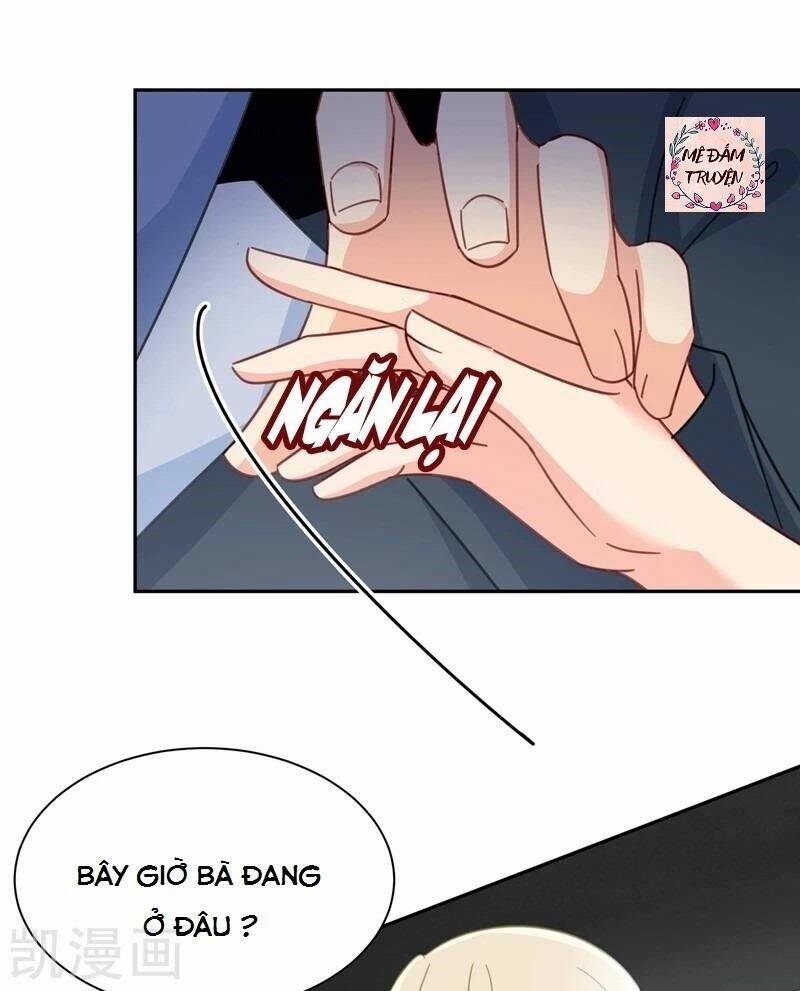 MÊ ĐẮM
TRUYỆN
NGĂN LẠI
BÂY GIỜ BÀ ĐANG
Ở ĐÂU ?
凯漫画